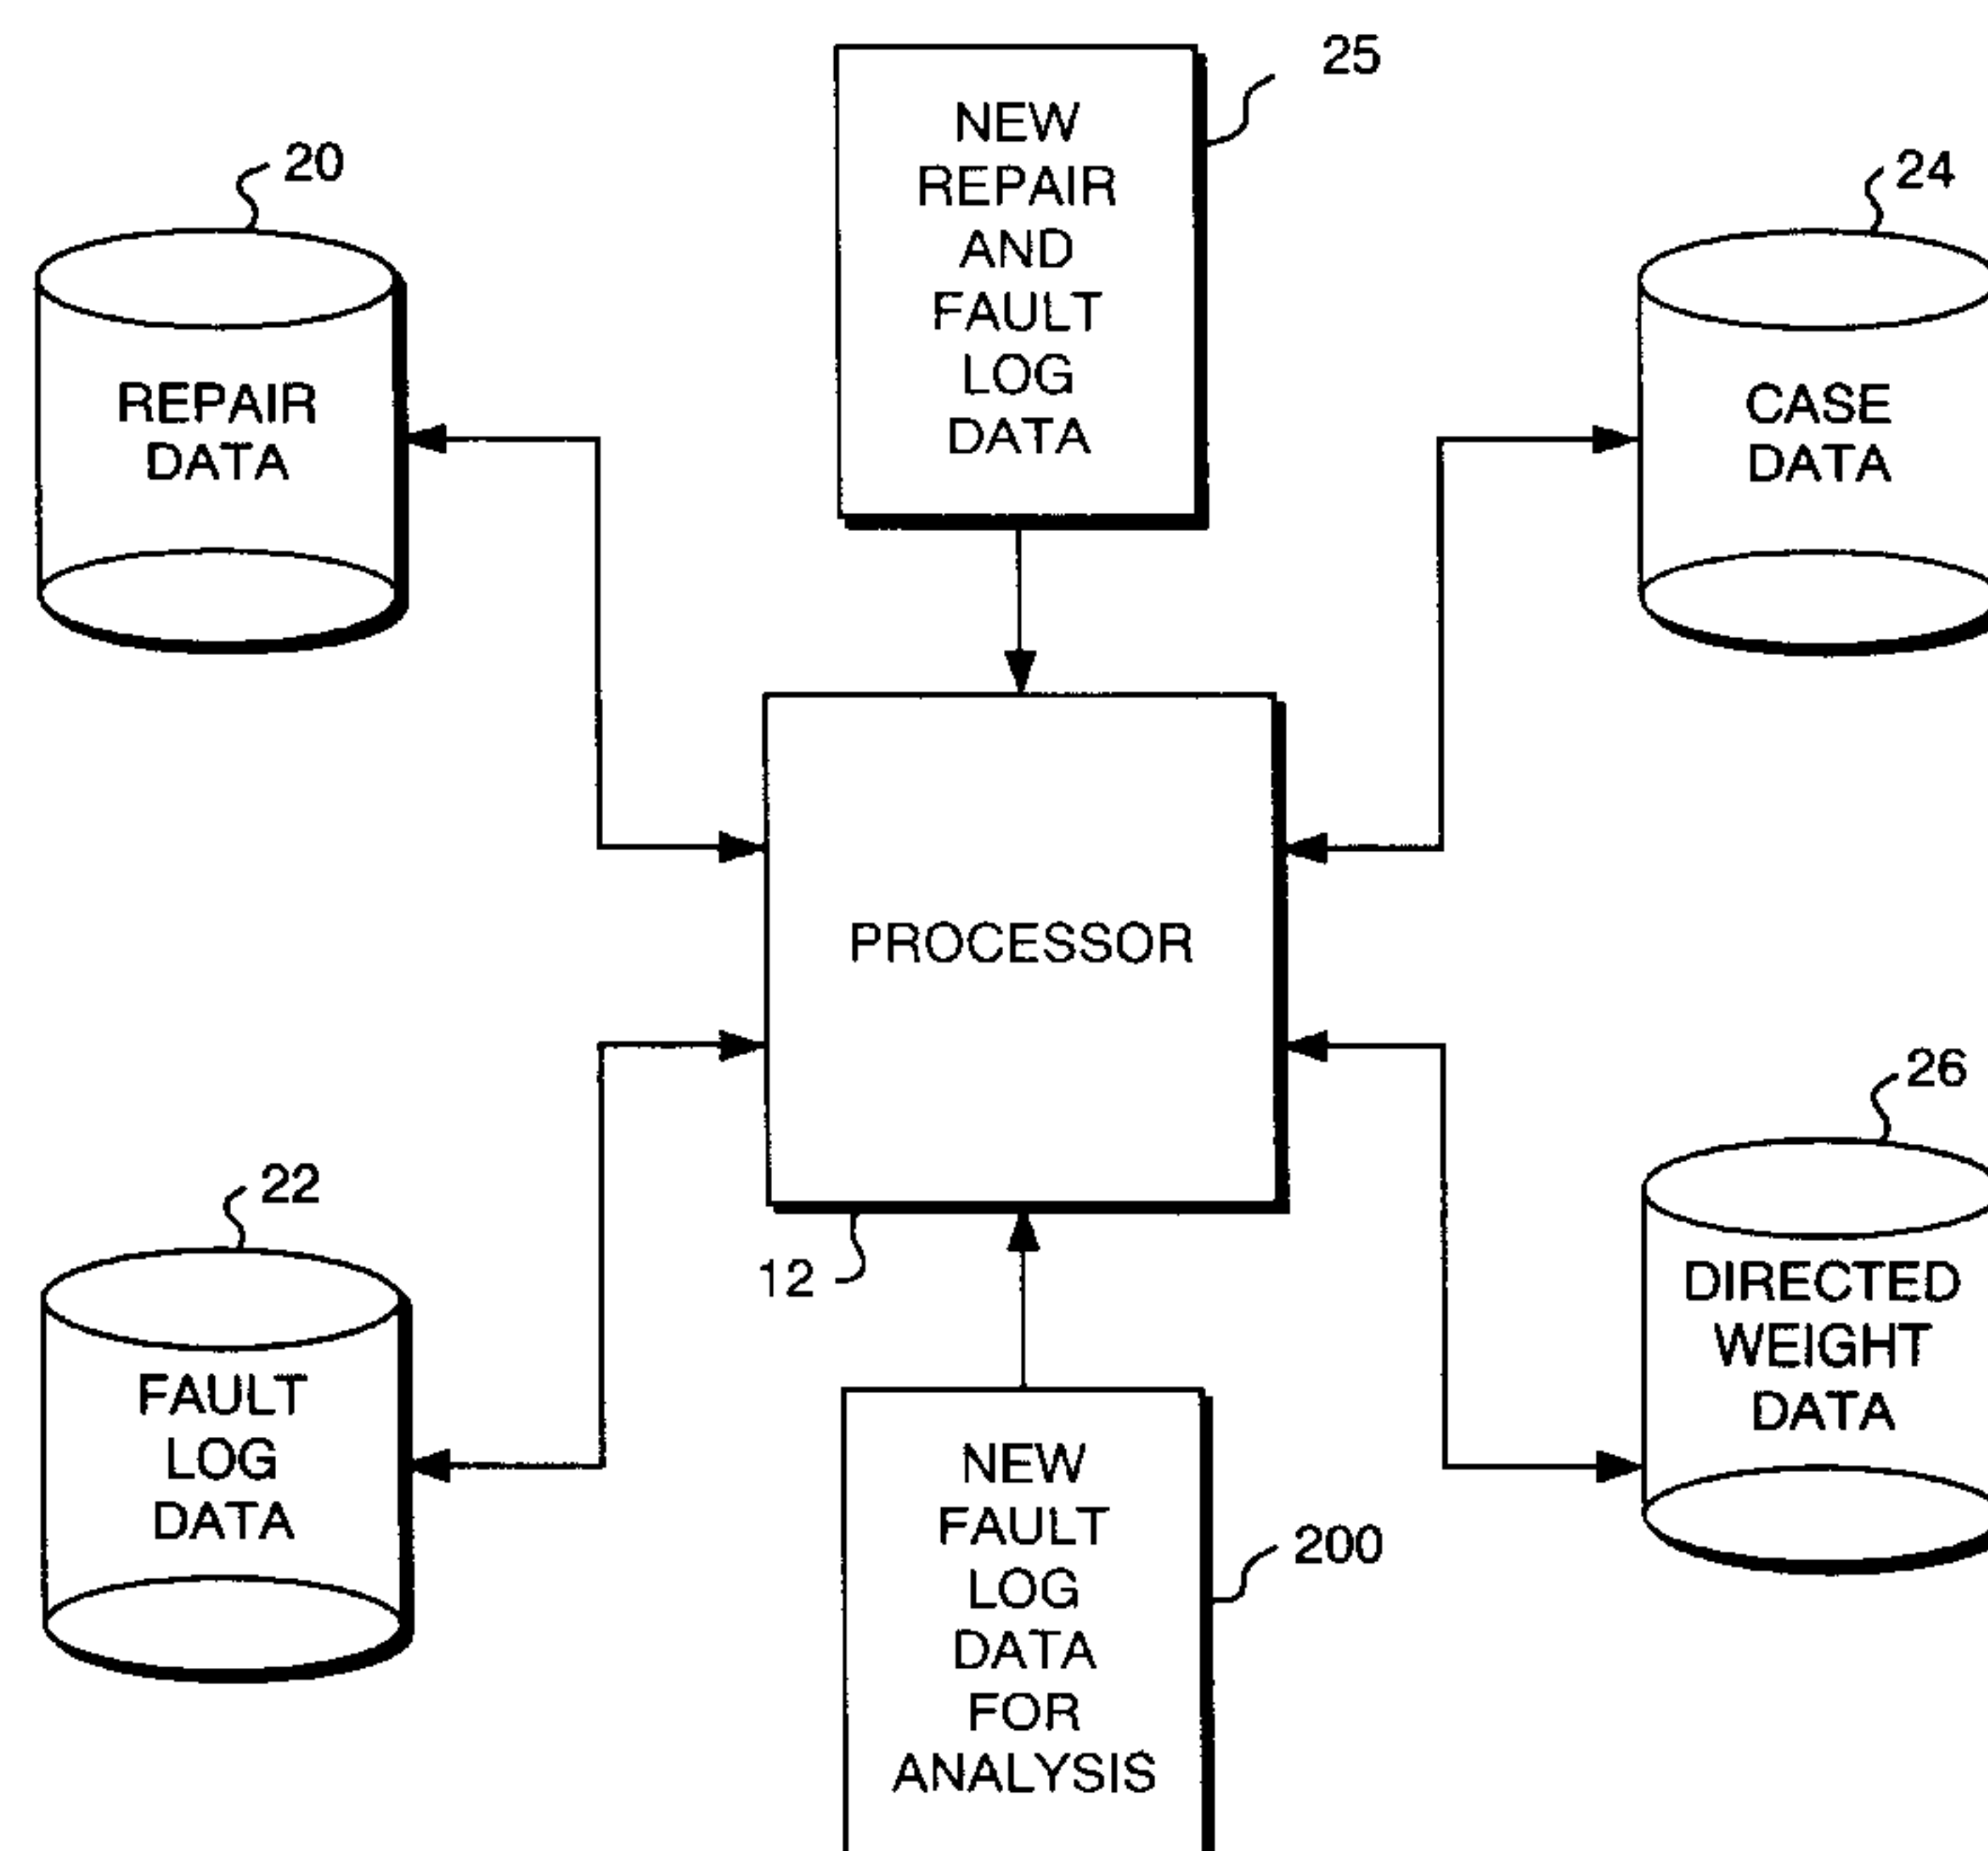 25
NEW
REPAIR
AND
FAULT
LOG
DATA
20
REPAIR
DATA
24
CASE
DATA
PROCESSOR
12
22
FAULT
LOG
DATA
26
DIRECTED
WEIGHT
DATA
NEW
FAULT
LOG
DATA
FOR
ANALYSIS
200